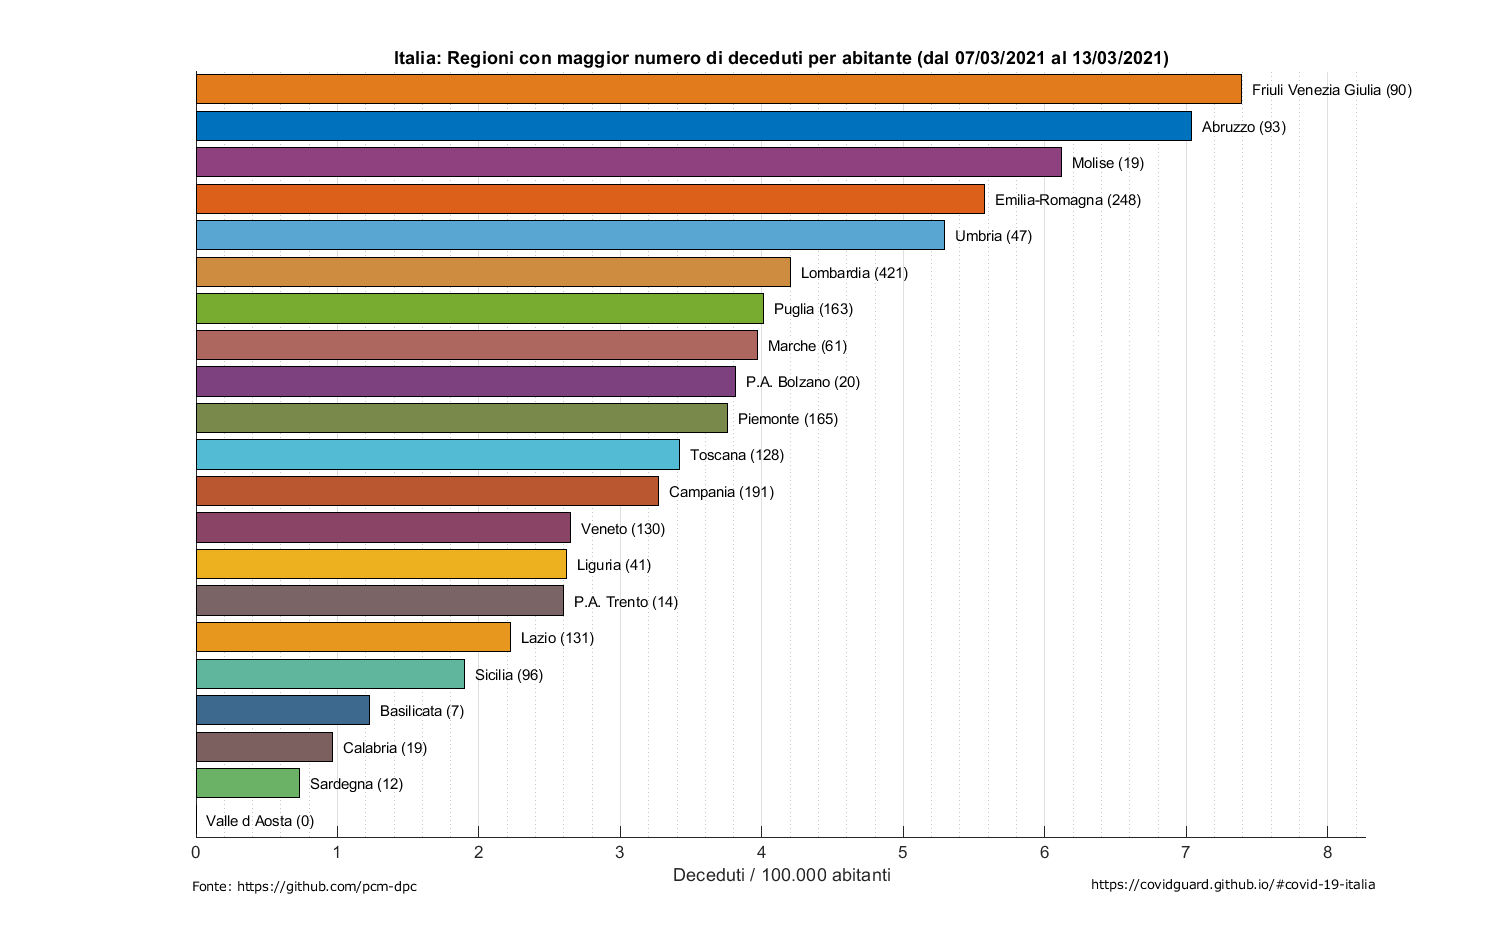 Italia: Regioni con maggior numero di deceduti per abitante (dal 07/03/2021 al 13/03/2021)
Friuli Venezia Giulia (90)
Abruzzo (93)
Molise (19)
Emilia-Romagna (248)
Umbria (47)
Lombardia (421)
Puglia (163)
Marche (61)
P.A. Bolzano (20)
Piemonte (165)
Toscana (128)
Campania (191)
Veneto (130)
Liguria (41)
P.A. Trento (14)
Lazio (131)
Sicilia (96)
Basilicata (7)
Calabria (19)
Sardegna (12)
Valle d Aosta (0)
0 1 2 3 4 5 6 7 8
Deceduti / 100.000 abitanti
Fonte: https://github.com/pcm-dpc
https://covidguard.github.io/#covid-19-italia